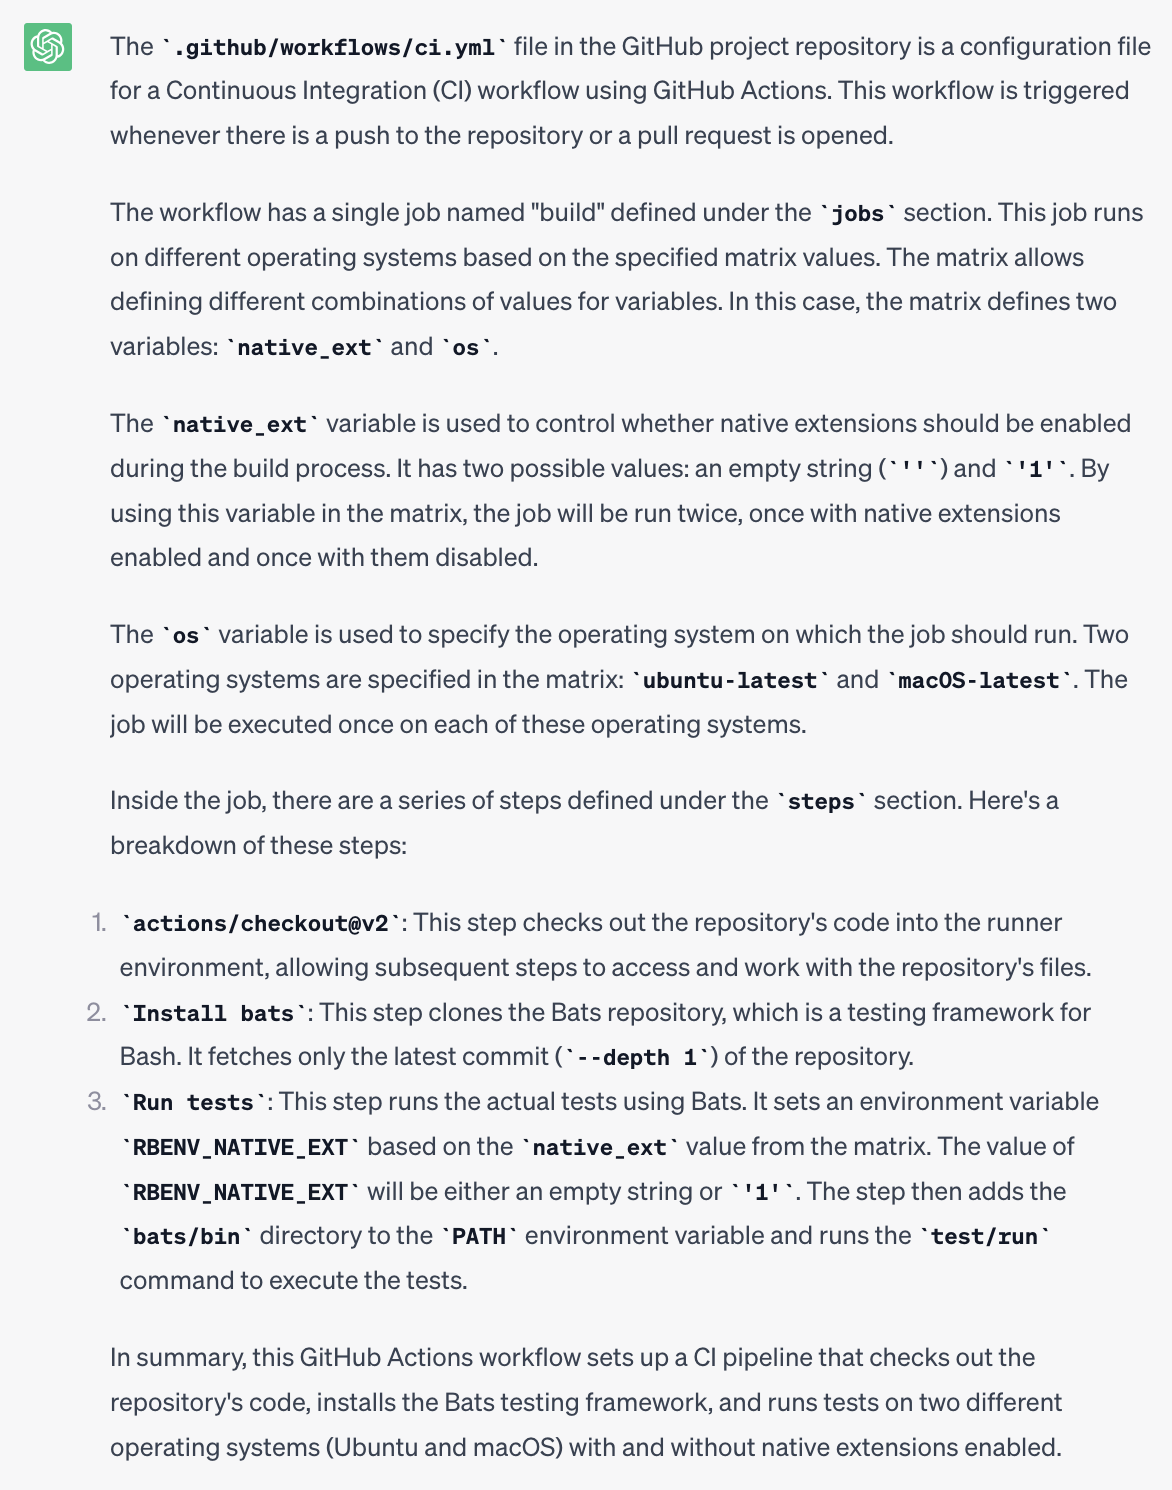 The `.github/workflows/ci.yml` file in the GitHub project repository is a configuration file
for a Continuous Integration (CI) workflow using GitHub Actions. This workflow is triggered
whenever there is a push to the repository or a pull request is opened.
The workflow has a single job named "build" defined under the `jobs` section. This job runs
on different operating systems based on the specified matrix values. The matrix allows
defining different combinations of values for variables. In this case, the matrix defines two
variables: `native_ext` and `os`.
The `native_ext` variable is used to control whether native extensions should be enabled
during the build process. It has two possible values: an empty string (`''`) and `'1'`. By
using this variable in the matrix, the job will be run twice, once with native extensions
enabled and once with them disabled.
The `os` variable is used to specify the operating system on which the job should run. Two
operating systems are specified in the matrix: `ubuntu-latest` and `macOS-latest`. The
job will be executed once on each of these operating systems.
Inside the job, there are a series of steps defined under the `steps` section. Here's a
breakdown of these steps:
1. `actions/checkout@v2`: This step checks out the repository's code into the runner
environment, allowing subsequent steps to access and work with the repository's files.
2. `Install bats`: This step clones the Bats repository, which is a testing framework for
Bash. It fetches only the latest commit (`--depth 1`) of the repository.
3. `Run tests`: This step runs the actual tests using Bats. It sets an environment variable
`RBENV_NATIVE_EXT` based on the `native_ext` value from the matrix. The value of
`RBENV_NATIVE_EXT` will be either an empty string or `'1'`. The step then adds the
`bats/bin` directory to the `PATH` environment variable and runs the `test/run`
command to execute the tests.
In summary, this GitHub Actions workflow sets up a CI pipeline that checks out the
repository's code, installs the Bats testing framework, and runs tests on two different
operating systems (Ubuntu and macOS) with and without native extensions enabled.